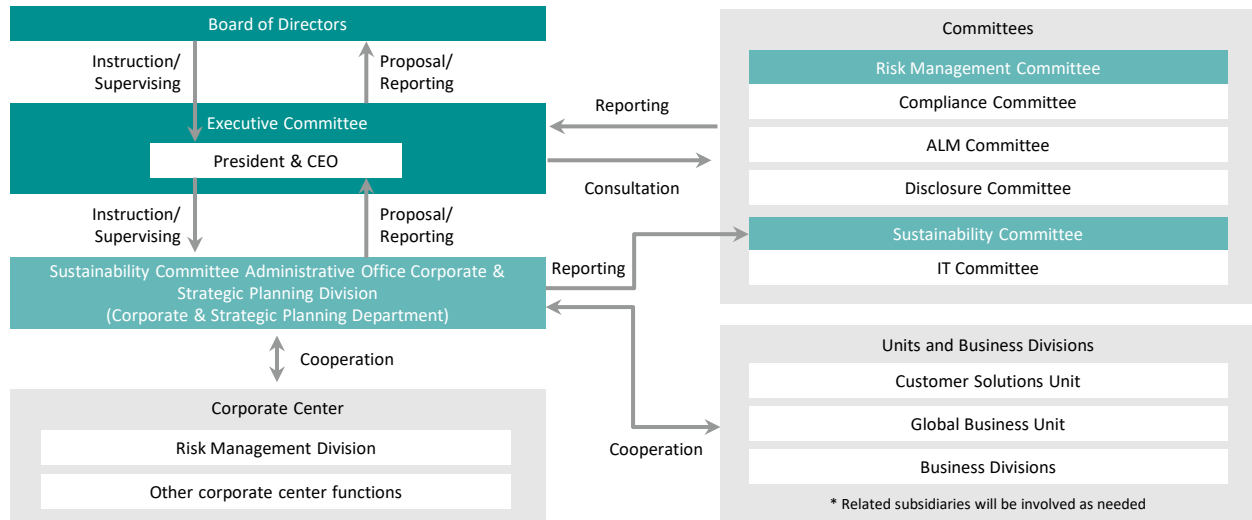 Board of Directors
Instruction/
Supervising
Proposal/
Reporting
Executive Committee
President & CEO
Instruction/
Supervising
Proposal/
Reporting
Sustainability Committee Administrative Office Corporate &
Strategic Planning Division
(Corporate & Strategic Planning Department)
Cooperation
Corporate Center
Risk Management Division
Other corporate center functions
Reporting
Consultation
Reporting
Cooperation
Committees
Risk Management Committee
Compliance Committee
ALM Committee
Disclosure Committee
Sustainability Committee
IT Committee
Units and Business Divisions
Customer Solutions Unit
Global Business Unit
Business Divisions
* Related subsidiaries will be involved as needed